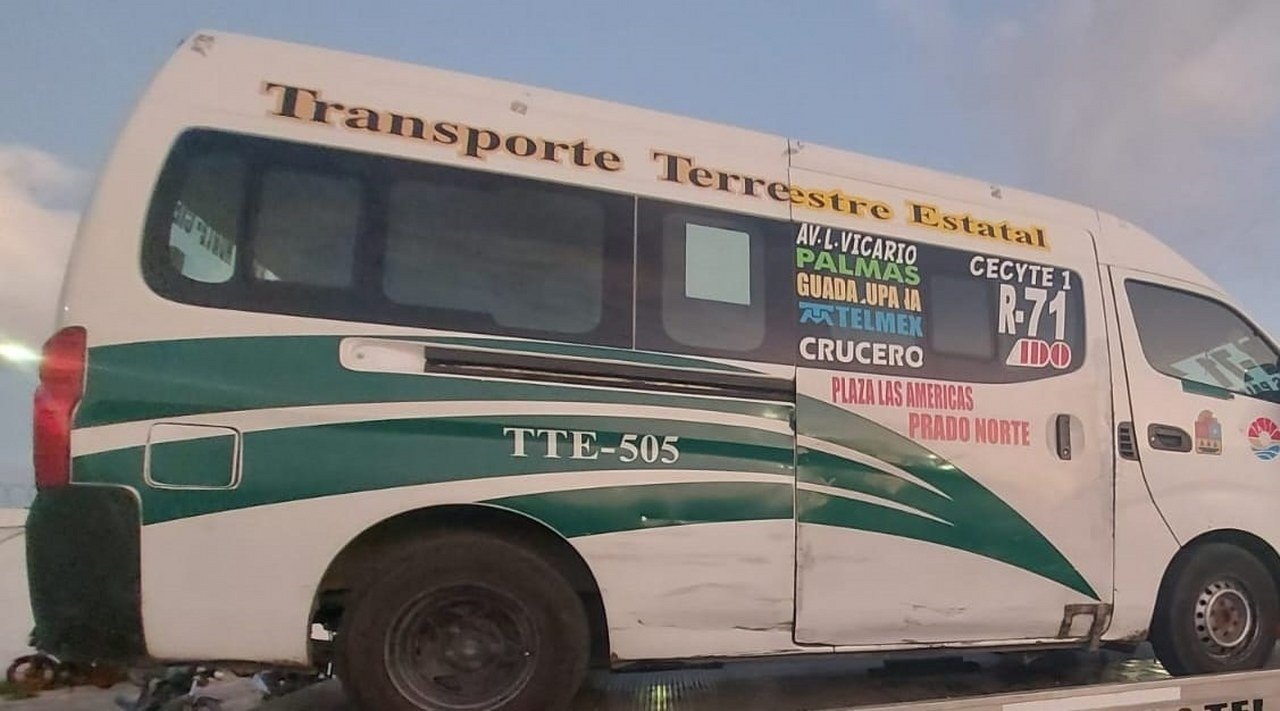 Transporte Terrestre Estatal
AV. L. VICARIO
PALMAS
GUADALUPANA
TELMEX
CRUCERO
CECYTE 1
R-71
ADO
PLAZA LAS AMERICAS
PRADO NORTE
TTE-505